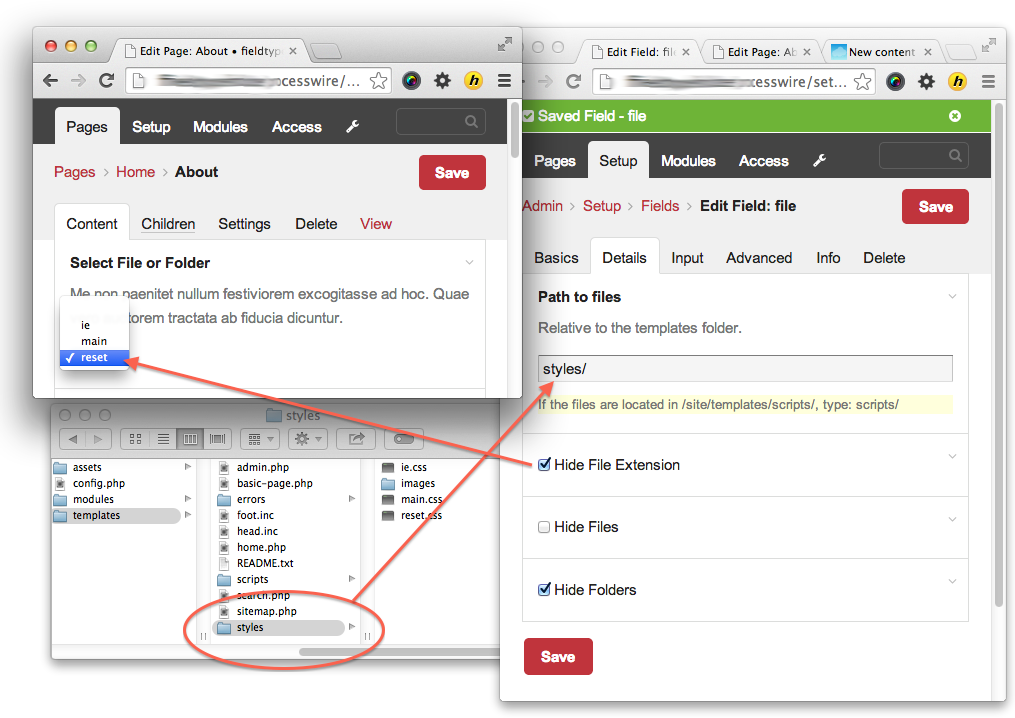 Edit Page: About • fieldtyp
cesswire/...
Pages
Setup
Modules
Access
Pages > Home > About
Save
Content
Children
Settings
Delete
View
Select File or Folder
Me non paenitet nullum festiviorem excogitasse ad hoc. Quae
torem tractata ab fiducia dicuntur.
ie
main
✓ reset
styles
assets
config.php
modules
templates
admin.php
basic-page.php
errors
foot.inc
head.inc
home.php
README.txt
scripts
search.php
sitemap.php
styles
ie.css
images
main.css
reset.css
Edit Field: file
Edit Page: Ab
New content
cesswire/set...
Saved Field - file
Pages
Setup
Modules
Access
Admin > Setup > Fields > Edit Field: file
Save
Basics
Details
Input
Advanced
Info
Delete
Path to files
Relative to the templates folder.
styles/
If the files are located in /site/templates/scripts/, type: scripts/
Hide File Extension
Hide Files
Hide Folders
Save